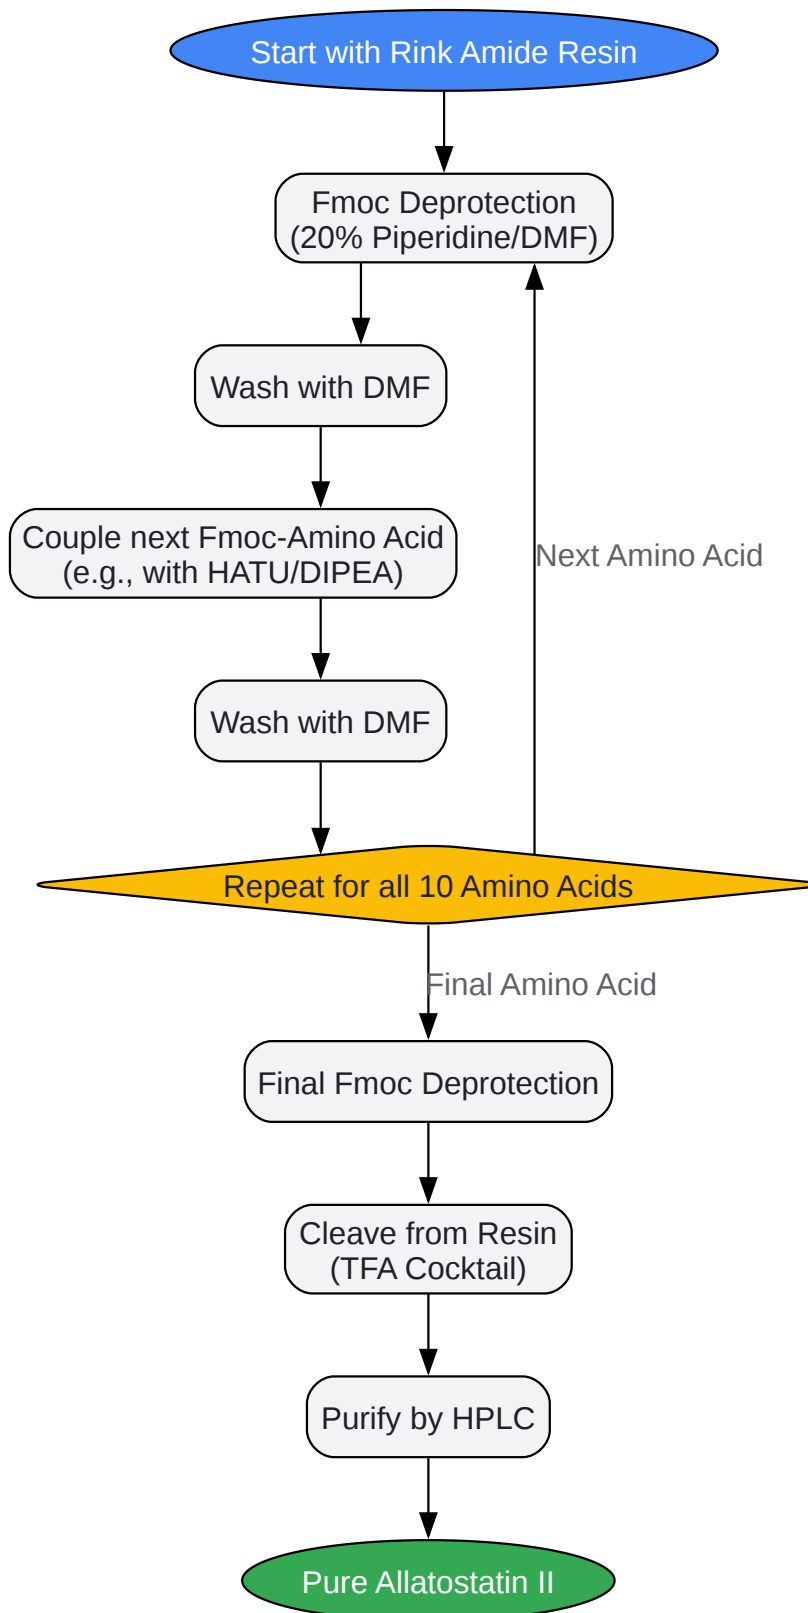 Start with Rink Amide Resin
Fmoc Deprotection
(20% Piperidine/DMF)
Wash with DMF
Couple next Fmoc-Amino Acid
(e.g., with HATU/DIPEA)
Next Amino Acid
Wash with DMF
Repeat for all 10 Amino Acids
Final Amino Acid
Final Fmoc Deprotection
Cleave from Resin
(TFA Cocktail)
Purify by HPLC
Pure Allatostatin II